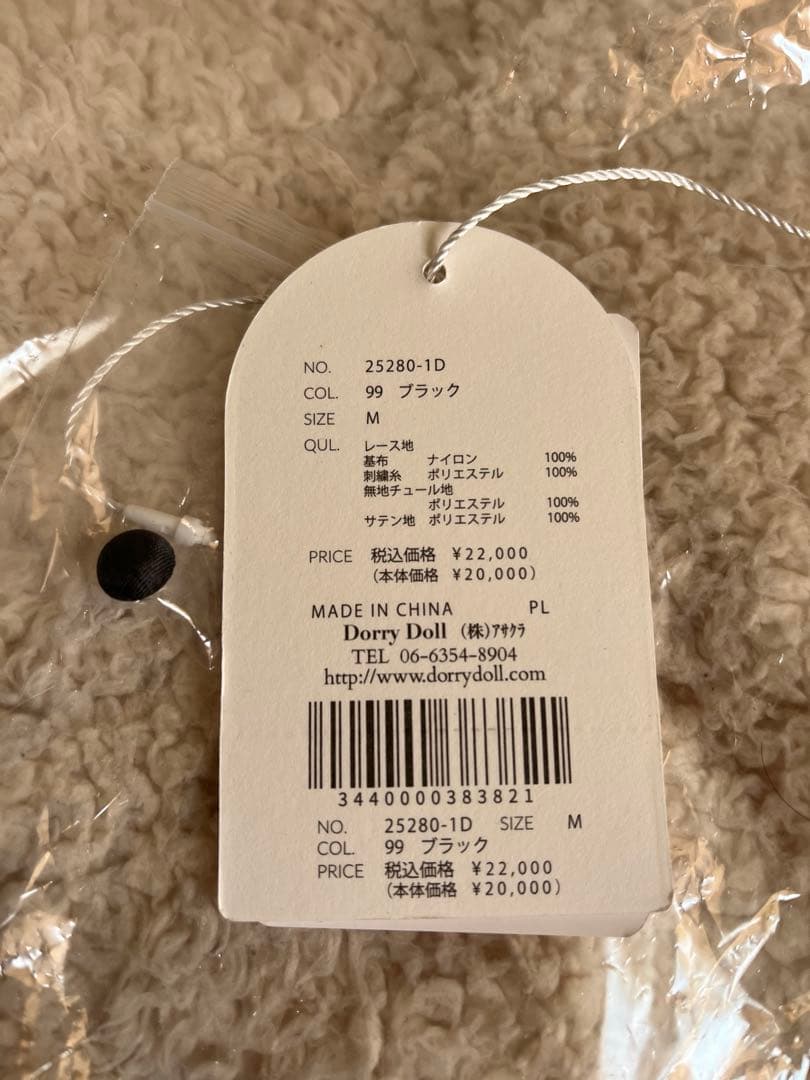 NO. 25280-1D
COL. 99 ブラック
SIZE M
QUL. レース地
基布 ナイロン 100%
刺繍糸 ポリエステル 100%
無地チュール地
ポリエステル 100%
サテン地 ポリエステル 100%
PRICE 税込価格 ¥22,000
(本体価格 ¥20,000)
MADE IN CHINA PL
Dorry Doll (株)ｱｻｸﾗ
TEL 06-6354-8904
http://www.dorrydoll.com
3440000383821
NO. 25280-1D SIZE M
COL. 99 ブラック
PRICE 税込価格 ¥22,000
(本体価格 ¥20,000)